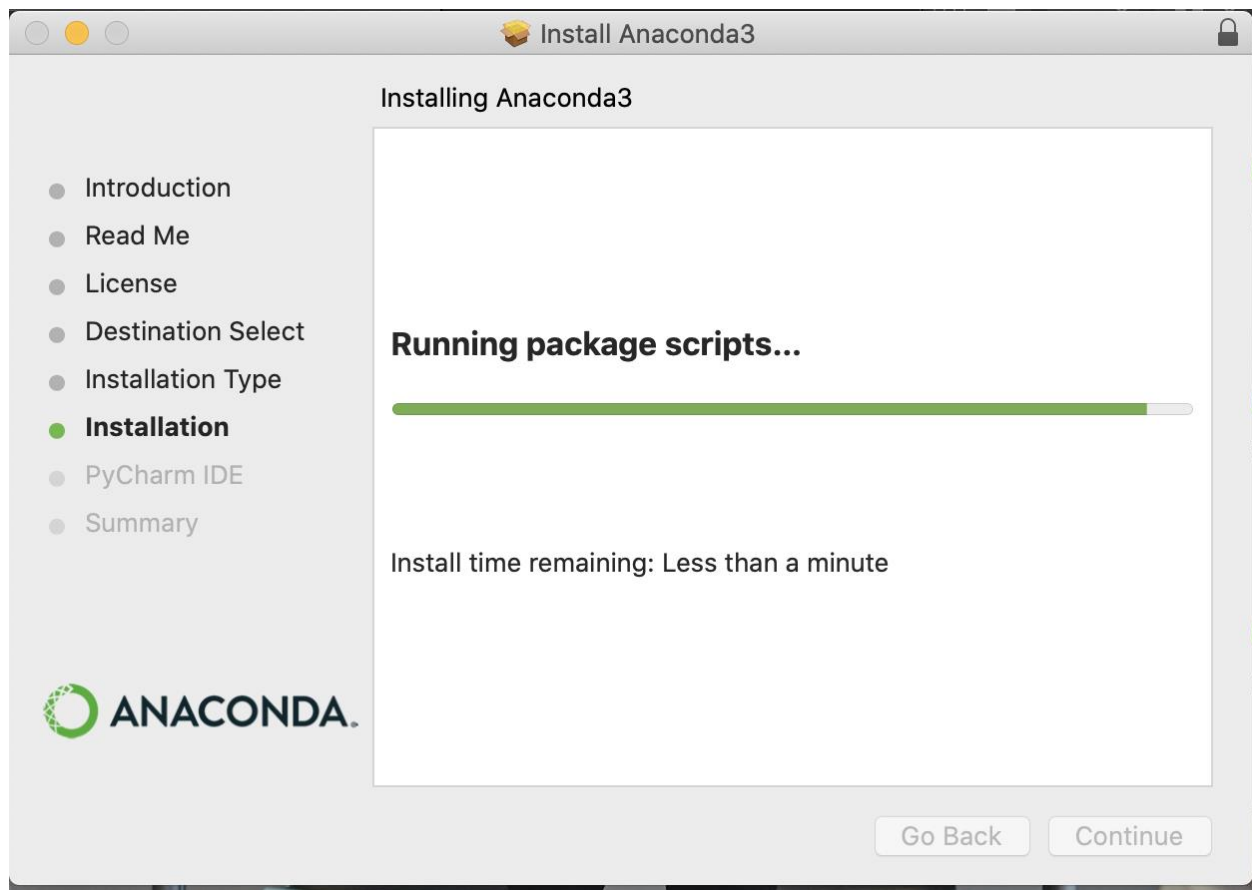 Install Anaconda3
Installing Anaconda3
Introduction
Read Me
License
Destination Select
Installation Type
Installation
PyCharm IDE
Summary
Running package scripts...
Install time remaining: Less than a minute
ANACONDA.
Go Back
Continue